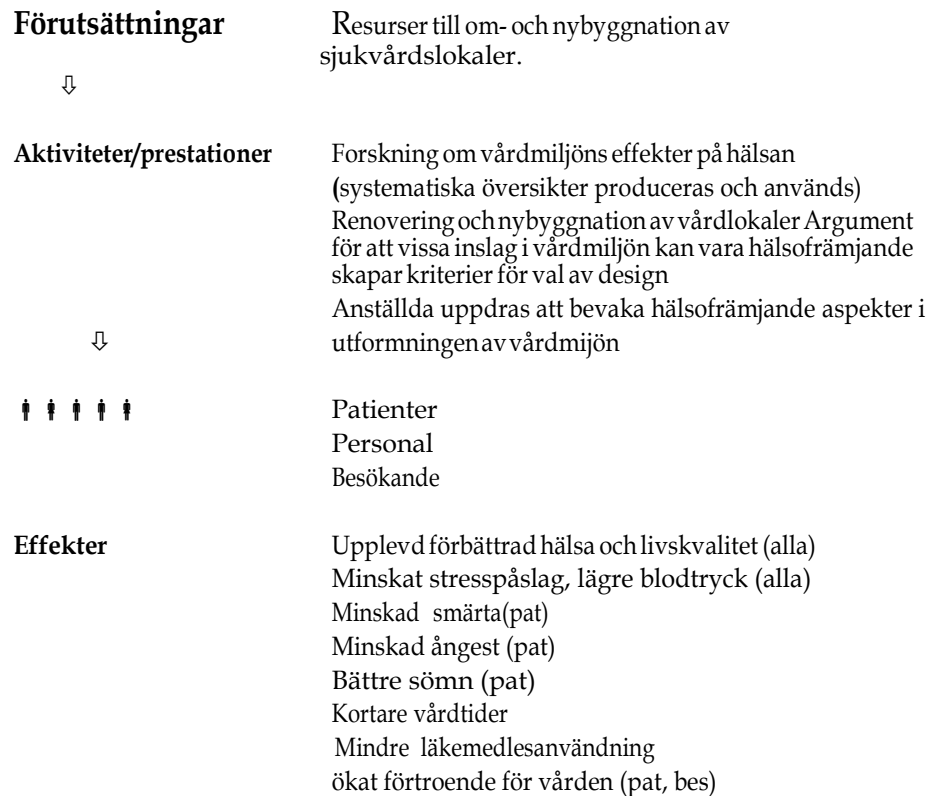 Förutsättningar Resurser till om- och nybyggnation av
sjukvårdslokaler.
⇩
Aktiviteter/prestationer Forskning om vårdmiljöns effekter på hälsan
(systematiska översikter produceras och används)
Renovering och nybyggnation av vårdlokaler Argument
för att vissa inslag i vårdmiljön kan vara hälsofrämjande
skapar kriterier för val av design
Anställda uppdras att bevaka hälsofrämjande aspekter i
⇩ utformningen av vårdmijön
Patienter
Personal
Besökande
Effekter Upplevd förbättrad hälsa och livskvalitet (alla)
Minskat stresspåslag, lägre blodtryck (alla)
Minskad smärta(pat)
Minskad ångest (pat)
Bättre sömn (pat)
Kortare vårdtider
Mindre läkemedlesanvändning
ökat förtroende för vården (pat, bes)